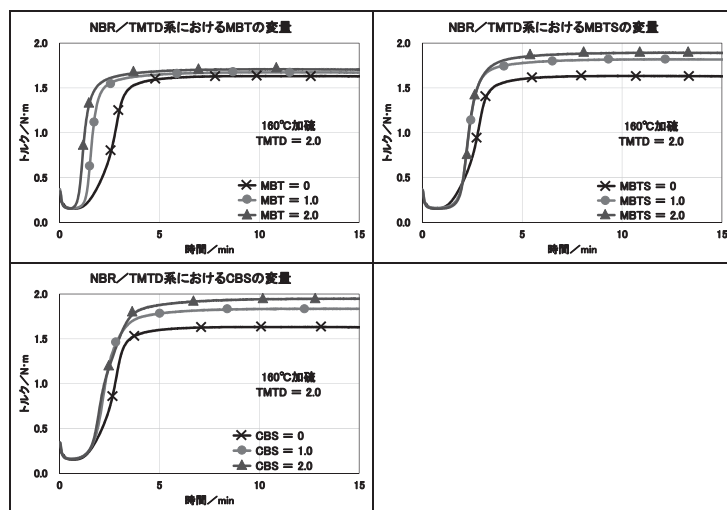 NBR／TMTD系におけるMBTの変量
2.0
1.5
1.0
0.5
0.0
トルク／N・m
160℃加硫
TMTD = 2.0
MBT = 0
MBT = 1.0
MBT = 2.0
0 5 10 15
時間／min
NBR／TMTD系におけるMBTSの変量
2.0
1.5
1.0
0.5
0.0
トルク／N・m
160℃加硫
TMTD = 2.0
MBTS = 0
MBTS = 1.0
MBTS = 2.0
0 5 10 15
時間／min
NBR／TMTD系におけるCBSの変量
2.0
1.5
1.0
0.5
0.0
トルク／N・m
160℃加硫
TMTD = 2.0
CBS = 0
CBS = 1.0
CBS = 2.0
0 5 10 15
時間／min